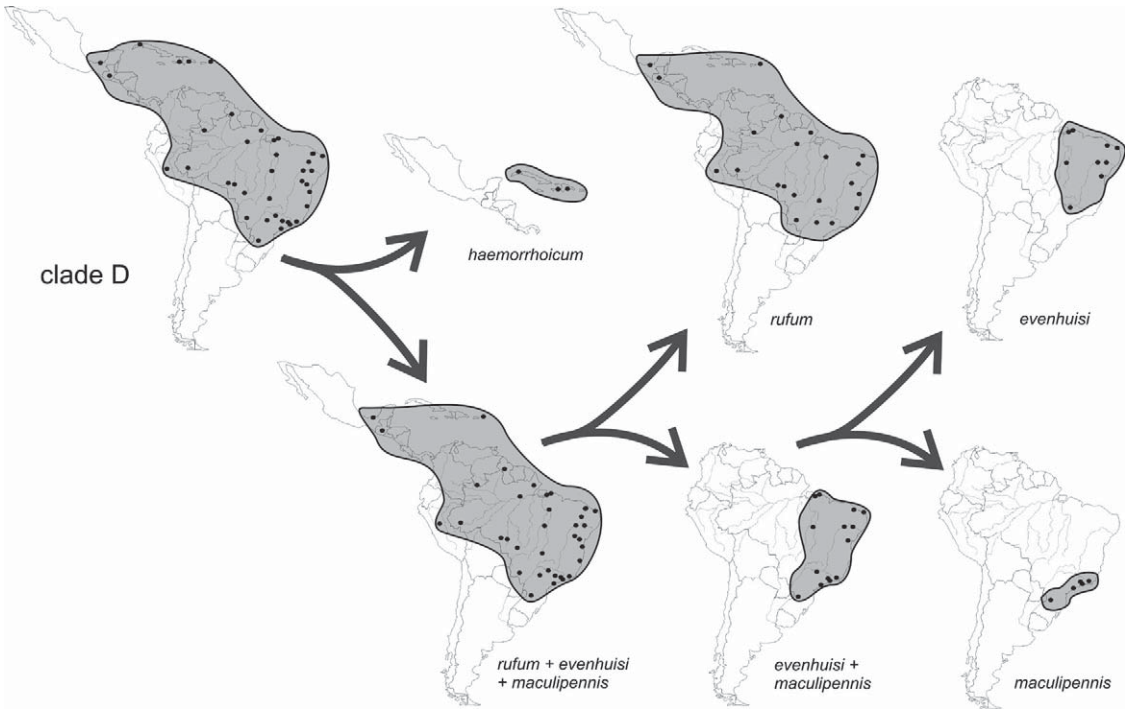 clade D
haemorrhoicum
rufum
evenhuisi
rufum + evenhuisi
+ maculipennis
evenhuisi +
maculipennis
maculipennis